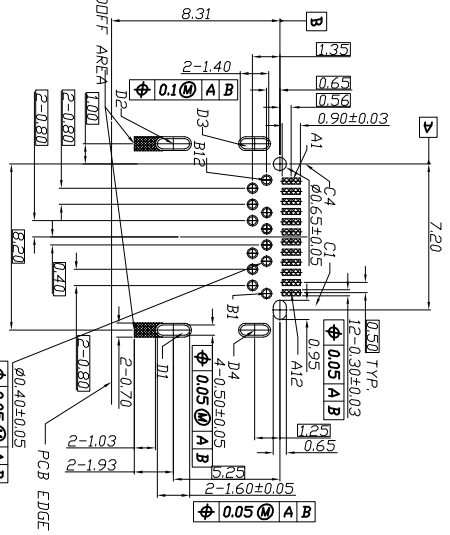 8.31
B
1.35
2-1.40
⌖ 0.1 Ⓜ A B
0.65
0.56
0.90±0.03
A
7.20
D2
D3
B12
A1
C4
Ø0.65±0.05
C1
1.00
2-0.80
2-0.80
8.20
0.40
2-0.80
B1
A12
0.50 TYP.
12-0.30±0.03
⌖ 0.05 A B
0.95
D1
D4
4-0.50±0.05
⌖ 0.05 Ⓜ A B
2-0.70
1.25
0.65
2-1.03
2-1.93
5.25
2-1.60±0.05
⌖ 0.05 Ⓜ A B
Ø0.40±0.05
PCB EDGE
AREA